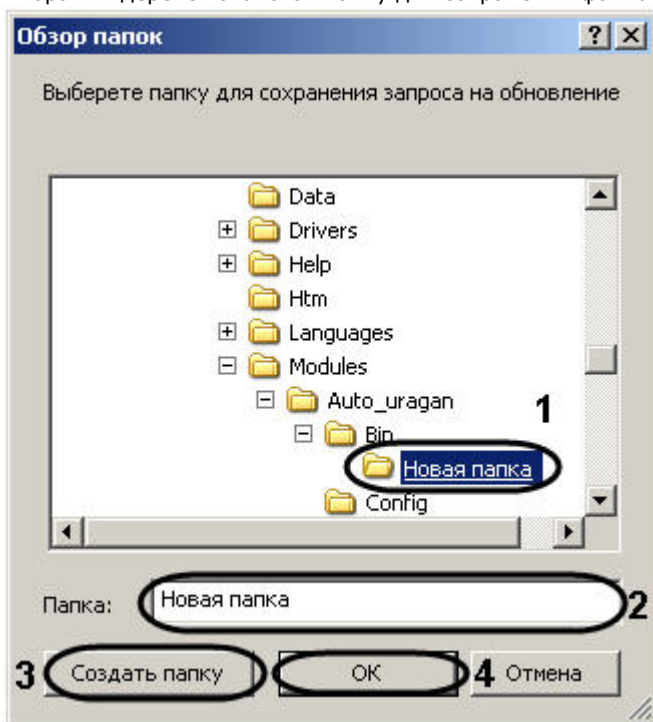 Обзор папок
Выберете папку для сохранения запроса на обновление
Data
Drivers
Help
Htm
Languages
Modules
Auto_uragan
1
Bin
Новая папка
Config
Папка: Новая папка 2
3 Создать папку ОК 4 Отмена